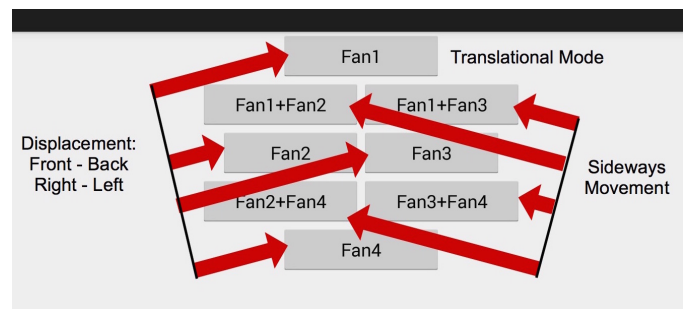 Fan1
Translational Mode
Fan1+Fan2
Fan1+Fan3
Displacement:
Front - Back
Right - Left
Fan2
Fan3
Sideways
Movement
Fan2+Fan4
Fan3+Fan4
Fan4